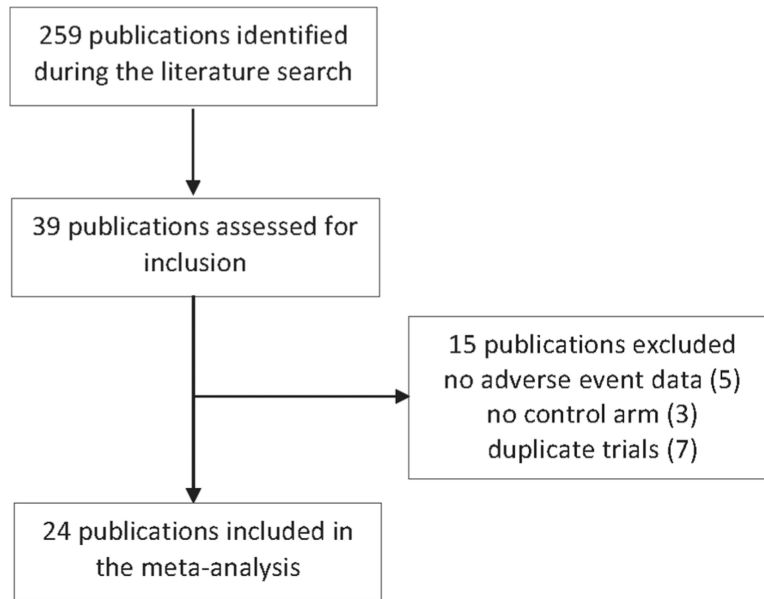 259 publications identified
during the literature search
39 publications assessed for
inclusion
15 publications excluded
no adverse event data (5)
no control arm (3)
duplicate trials (7)
24 publications included in
the meta-analysis